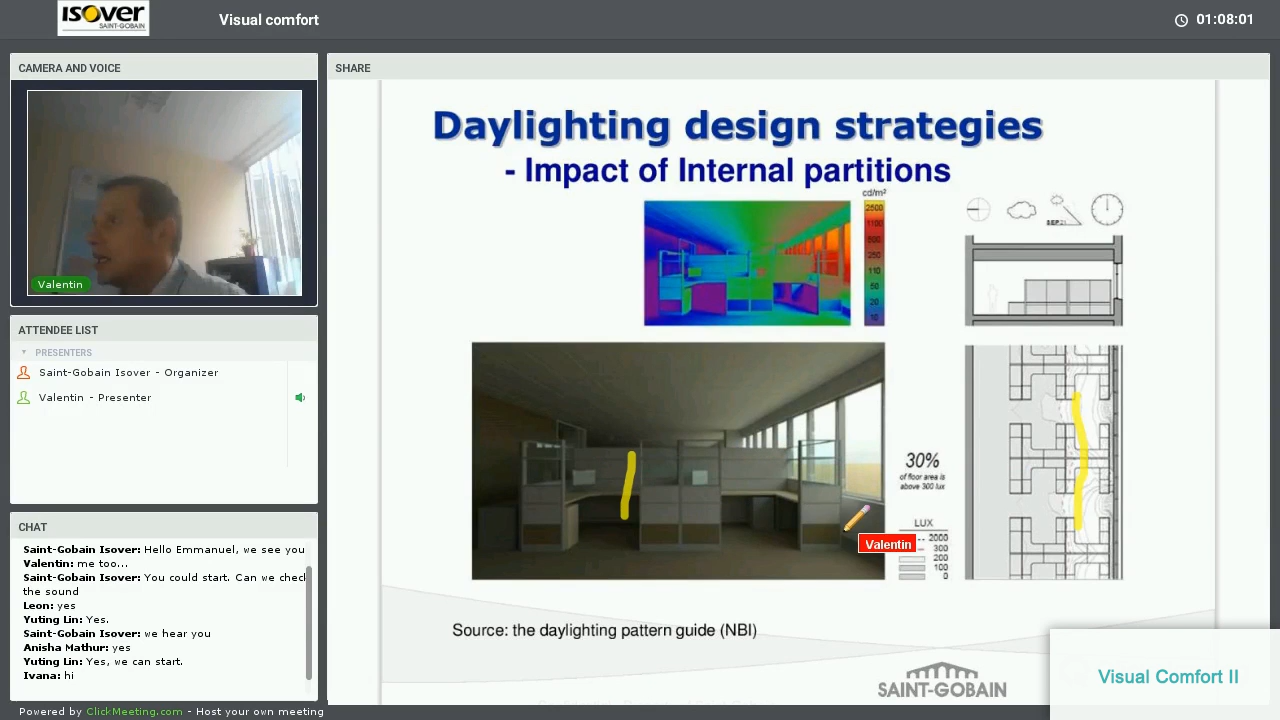 isover
SAINT-GOBAIN
Visual comfort
01:08:01
CAMERA AND VOICE
Valentin
ATTENDEE LIST
PRESENTERS
Saint-Gobain Isover - Organizer
Valentin - Presenter
CHAT
Saint-Gobain Isover: Hello Emmanuel, we see you
Valentin: me too...
Saint-Gobain Isover: You could start. Can we check
the sound
Leon: yes
Yuting Lin: Yes.
Saint-Gobain Isover: we hear you
Anisha Mathur: yes
Yuting Lin: Yes, we can start.
Ivana: hi
Powered by ClickMeeting.com - Host your own meeting
SHARE
Daylighting design strategies
- Impact of Internal partitions
cd/m²
2500
1100
500
250
110
50
20
10
SEP21
30%
of floor area is
above 300 lux
LUX
2000
300
200
100
0
Valentin
Source: the daylighting pattern guide (NBI)
SAINT-GOBAIN
Visual Comfort II